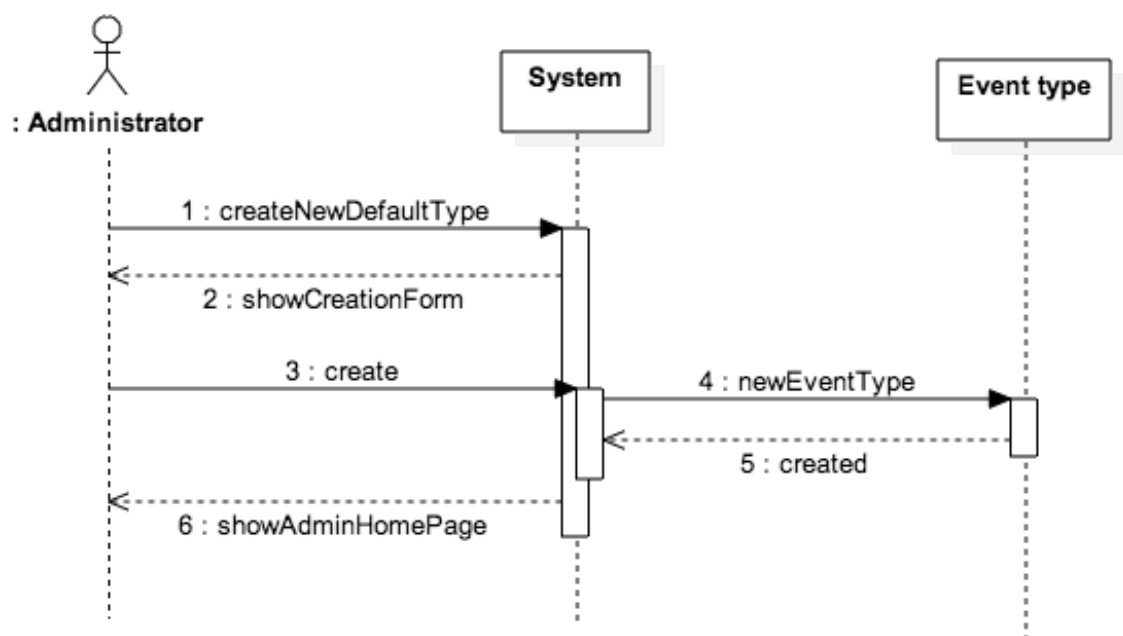 : Administrator
System
Event type
1 : createNewDefaultType
2 : showCreationForm
3 : create
4 : newEventType
5 : created
6 : showAdminHomePage